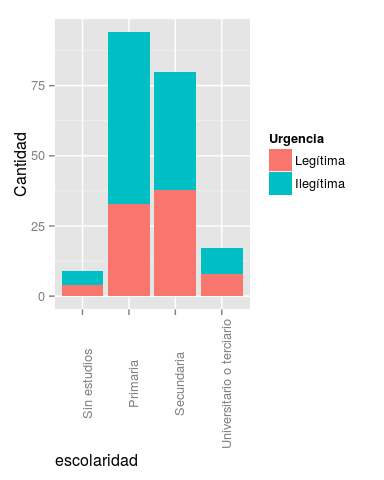 Cantidad
75
50
25
0
Sin estudios
Primaria
Secundaria
Universitario o terciario
escolaridad
Urgencia
Legítima
Ilegítima